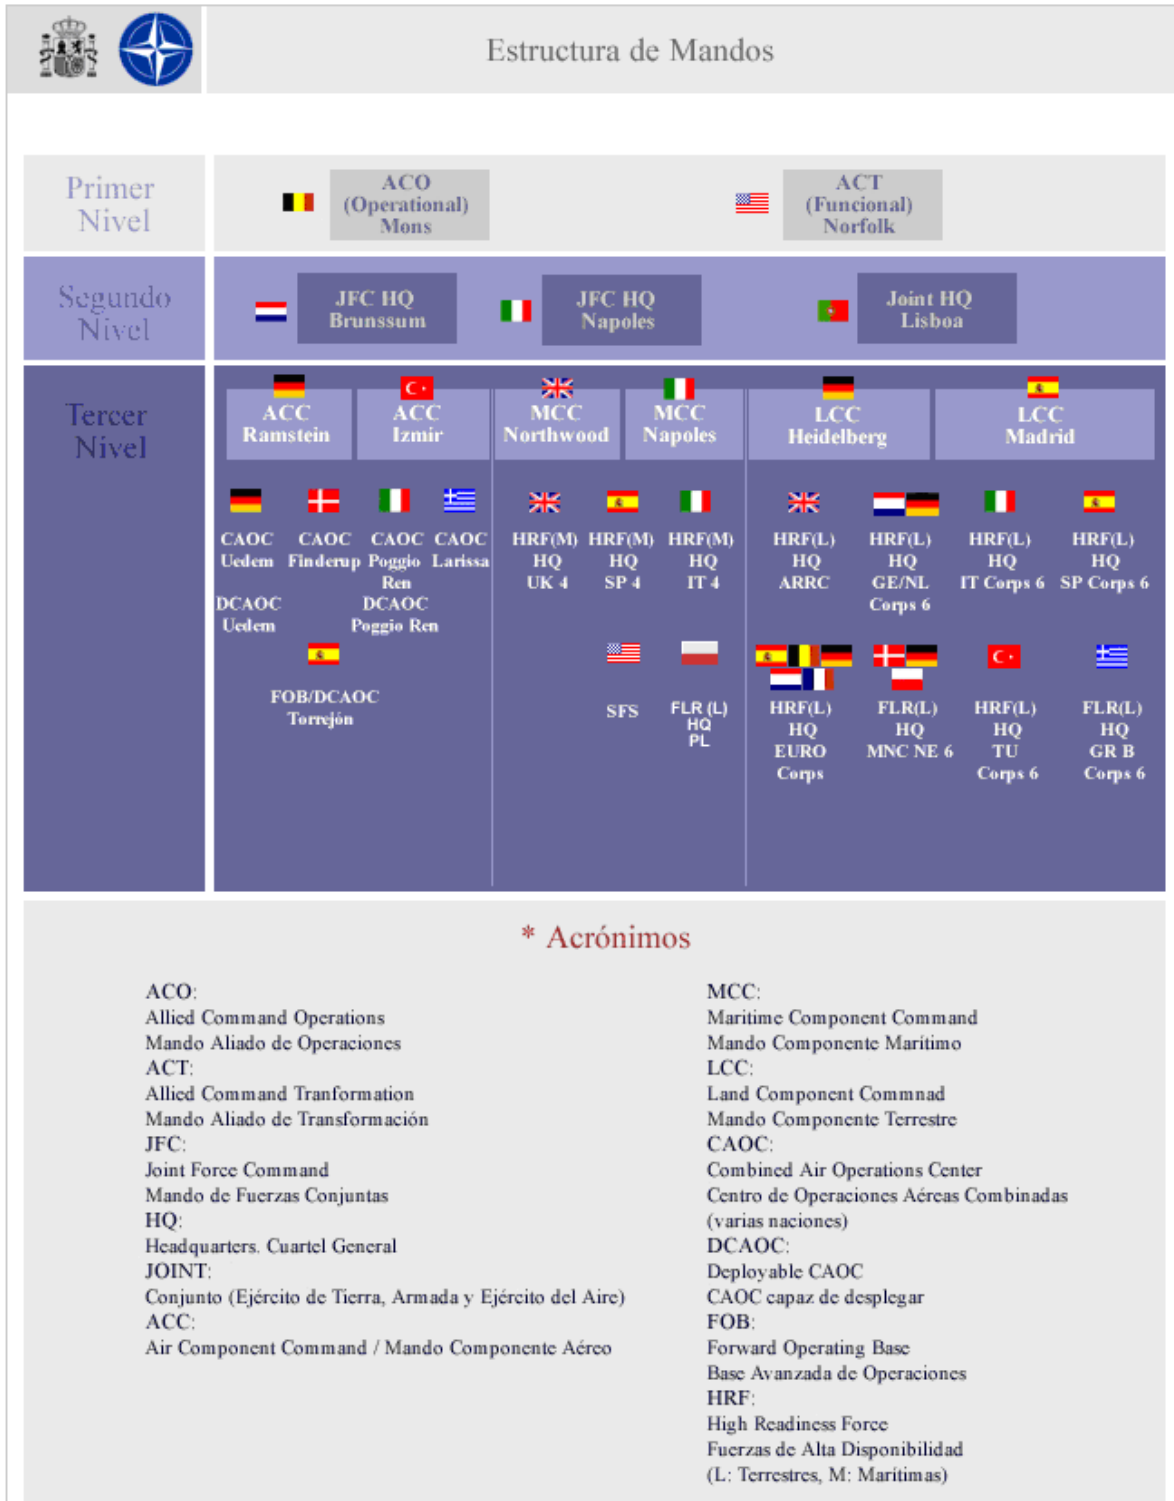 Estructura de Mandos
Primer
Nivel
ACO
(Operational)
Mons
ACT
(Funcional)
Norfolk
Segundo
Nivel
JFC HQ
Brunssum
JFC HQ
Napoles
Joint HQ
Lisboa
Tercer
Nivel
ACC
Ramstein
ACC
Izmir
MCC
Northwood
MCC
Napoles
LCC
Heidelberg
LCC
Madrid
CAOC
Uedem
DCAOC
Uedem
CAOC
Finderup
CAOC
Poggio
Ren
DCAOC
Poggio Ren
CAOC
Larissa
FOB/DCAOC
Torrejón
HRF(M)
HQ
UK 4
HRF(M)
HQ
SP 4
HRF(M)
HQ
IT 4
SFS
FLR (L)
HQ
PL
HRF(L)
HQ
ARRC
HRF(L)
HQ
GE/NL
Corps 6
HRF(L)
HQ
IT Corps 6
HRF(L)
HQ
SP Corps 6
HRF(L)
HQ
EURO
Corps
FLR(L)
HQ
MNC NE 6
HRF(L)
HQ
TU
Corps 6
FLR(L)
HQ
GR B
Corps 6
* Acrónimos
ACO:
Allied Command Operations
Mando Aliado de Operaciones
ACT:
Allied Command Tranformation
Mando Aliado de Transformación
JFC:
Joint Force Command
Mando de Fuerzas Conjuntas
HQ:
Headquarters. Cuartel General
JOINT:
Conjunto (Ejército de Tierra, Armada y Ejército del Aire)
ACC:
Air Component Command / Mando Componente Aéreo
MCC:
Maritime Component Command
Mando Componente Marítimo
LCC:
Land Component Commnad
Mando Componente Terrestre
CAOC:
Combined Air Operations Center
Centro de Operaciones Aéreas Combinadas
(varias naciones)
DCAOC:
Deployable CAOC
CAOC capaz de desplegar
FOB:
Forward Operating Base
Base Avanzada de Operaciones
HRF:
High Readiness Force
Fuerzas de Alta Disponibilidad
(L: Terrestres, M: Marítimas)